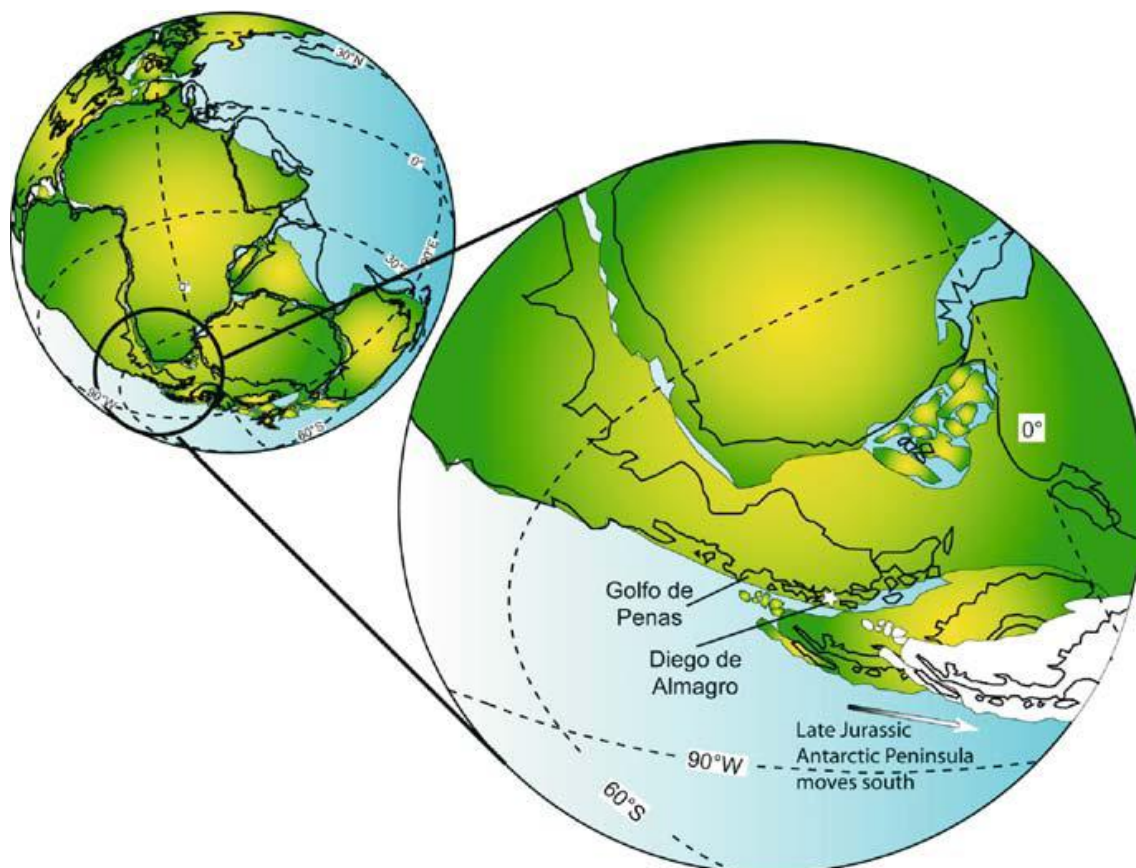 30°N
0°
30°
90°W
60°S
0°
Golfo de
Penas
Diego de
Almagro
Late Jurassic
Antarctic Peninsula
moves south
90°W
60°S